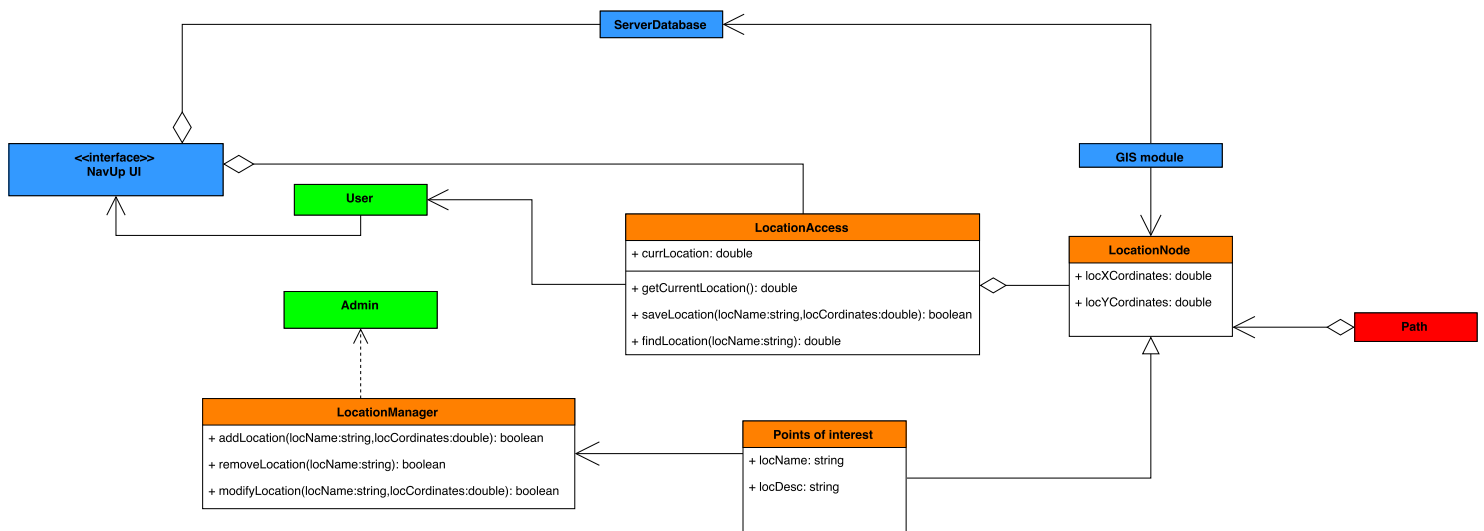 ServerDatabase
<<interface>>
NavUp UI
GIS module
User
LocationAccess
+ currLocation: double
+ getCurrentLocation(): double
+ saveLocation(locName:string,locCordinates:double): boolean
+ findLocation(locName:string): double
LocationNode
+ locXCordinates: double
+ locYCordinates: double
Admin
Path
LocationManager
+ addLocation(locName:string,locCordinates:double): boolean
+ removeLocation(locName:string): boolean
+ modifyLocation(locName:string,locCordinates:double): boolean
Points of interest
+ locName: string
+ locDesc: string